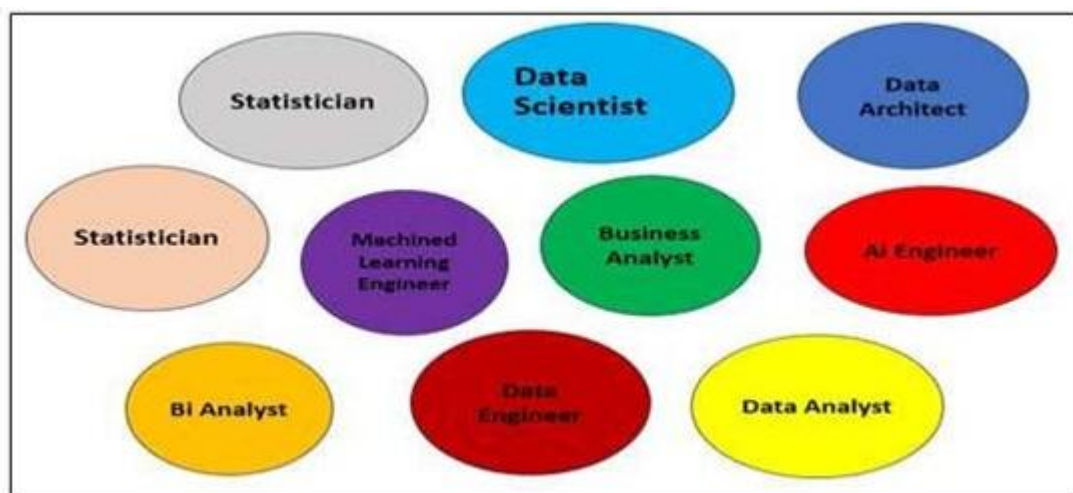 Statistician
Data
Scientist
Data
Architect
Statistician
Machined
Learning
Engineer
Business
Analyst
Ai Engineer
Bi Analyst
Data
Engineer
Data Analyst